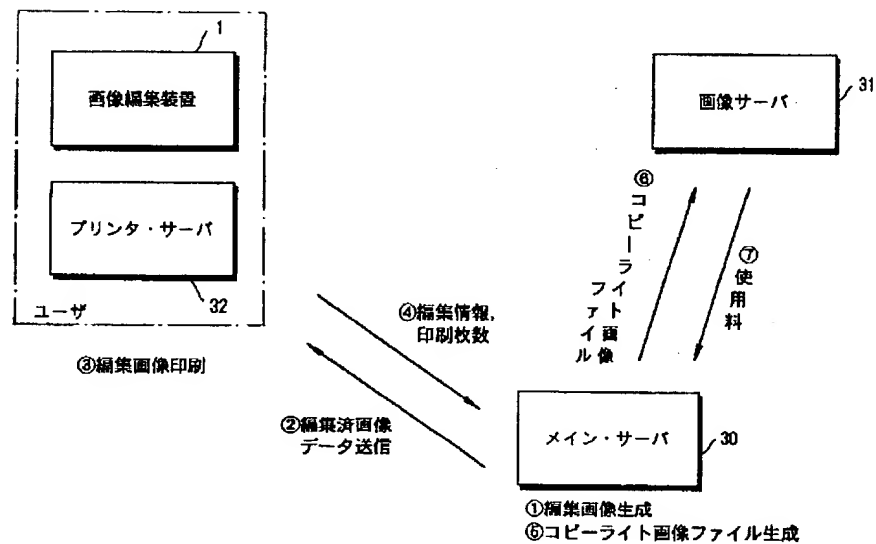 1
画像編集装置
プリンタ・サーバ
ユーザ
32
③編集画像印刷
画像サーバ
31
⑥コピーライト画像
ファイル
⑦使用料
④編集情報,
印刷枚数
②編集済画像
データ送信
メイン・サーバ
30
①編集画像生成
⑤コピーライト画像ファイル生成